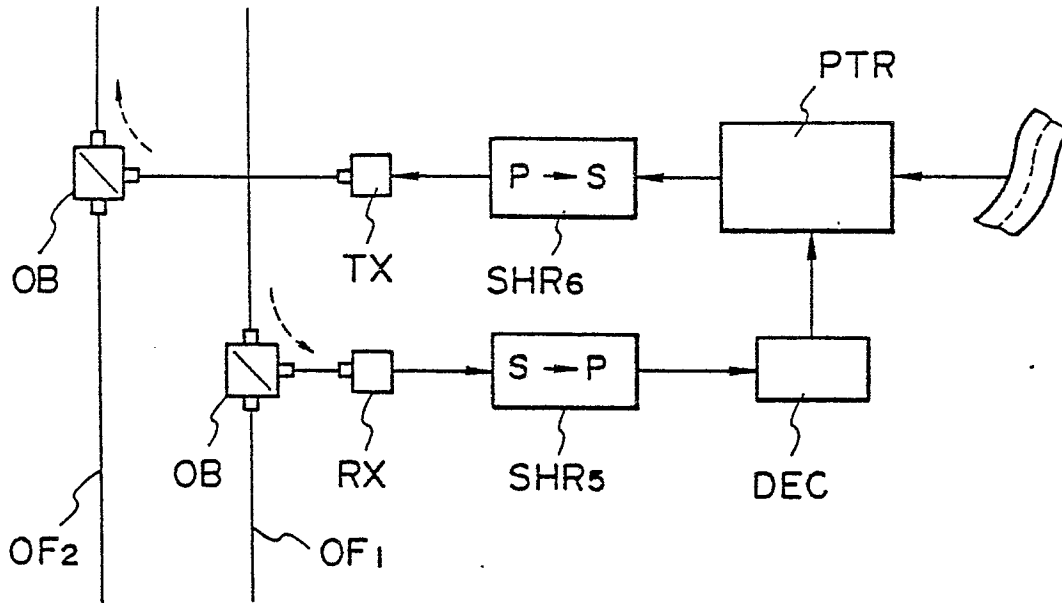 PTR
P → S
OB
TX
SHR6
S → P
OB
RX
SHR5
DEC
OF2
OF1